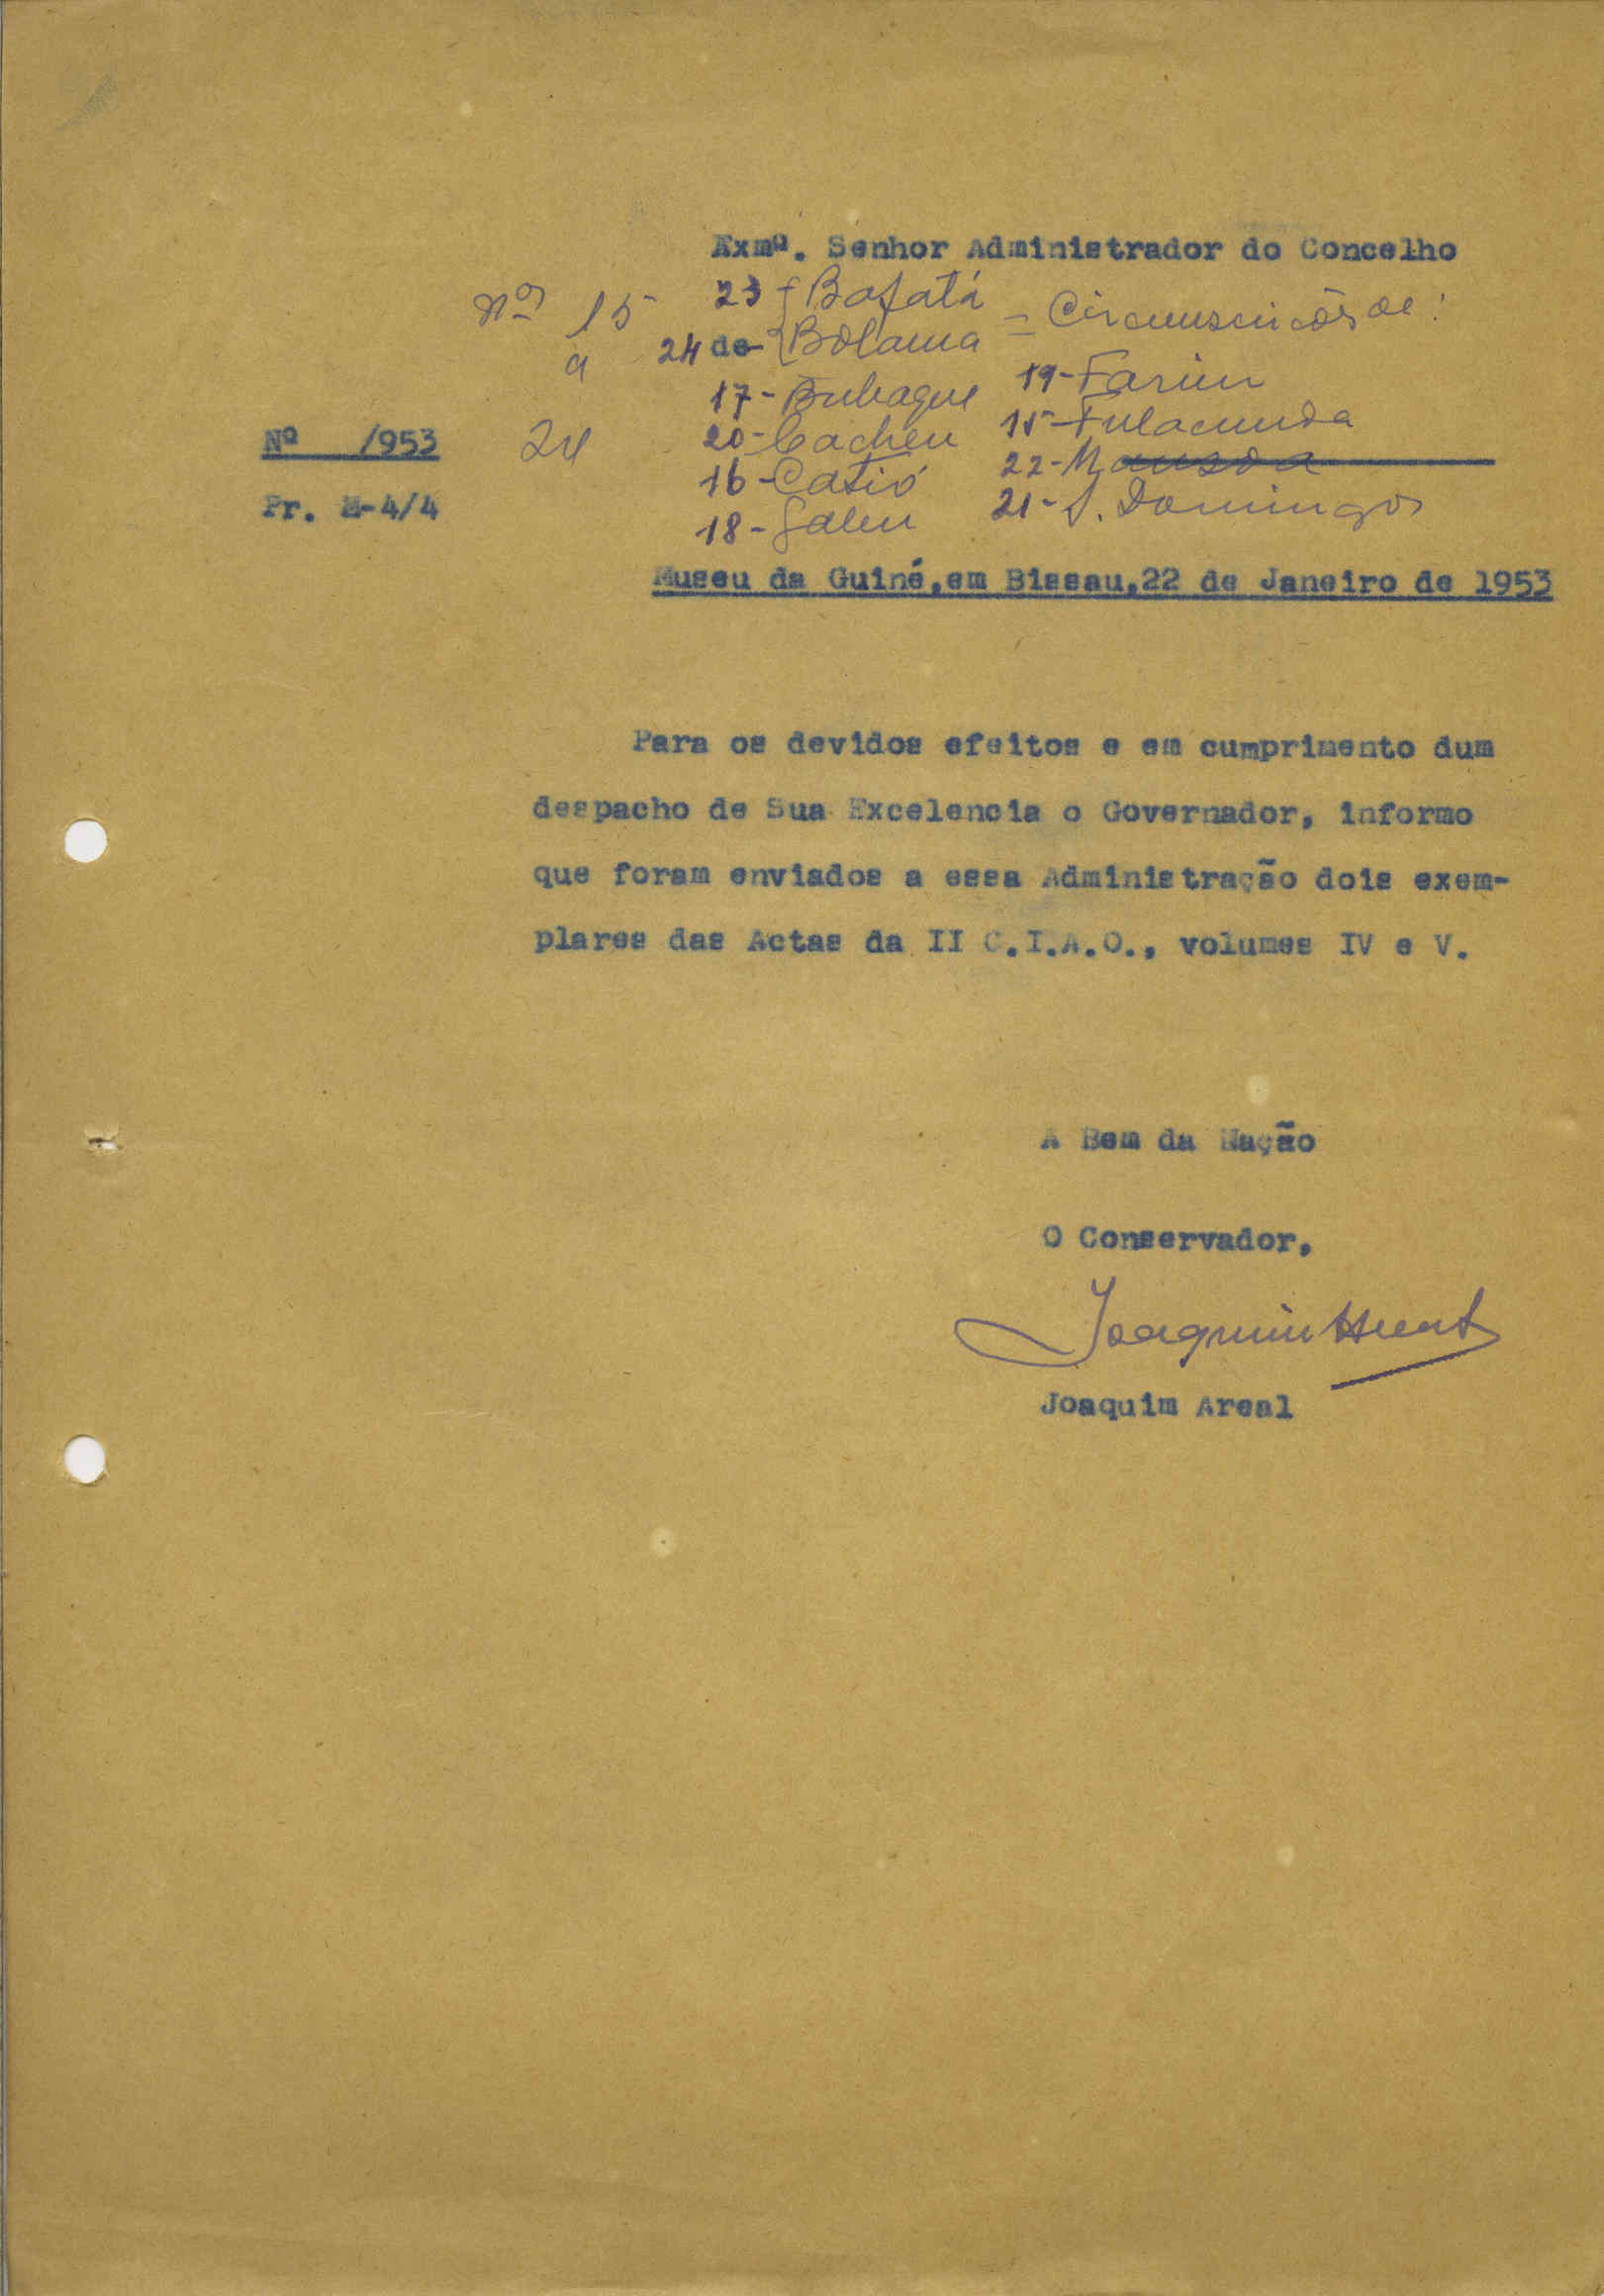 Exmº. Senhor Administrador do Concelho
Nos 15 a 24
23 { Bafatá = Circunscrições de:
24 de { Bolama
17 - Bubaque 19 - Farim
20 - Cacheu 15 - Fulacunda
16 - Catió 22 - Mansoa
18 - Gabu 21 - S. Domingos
Nº /953
Pr. M-4/4
Museu da Guiné,em Bissau,22 de Janeiro de 1953
Para os devidos efeitos e em cumprimento dum
despacho de Sua Excelencia o Governador, informo
que foram enviados a essa Administração dois exem-
plares das Actas da II C.I.A.O., volumes IV e V.
A Bem da Nação
O Conservador,
Joaquim Areal
Joaquim Areal